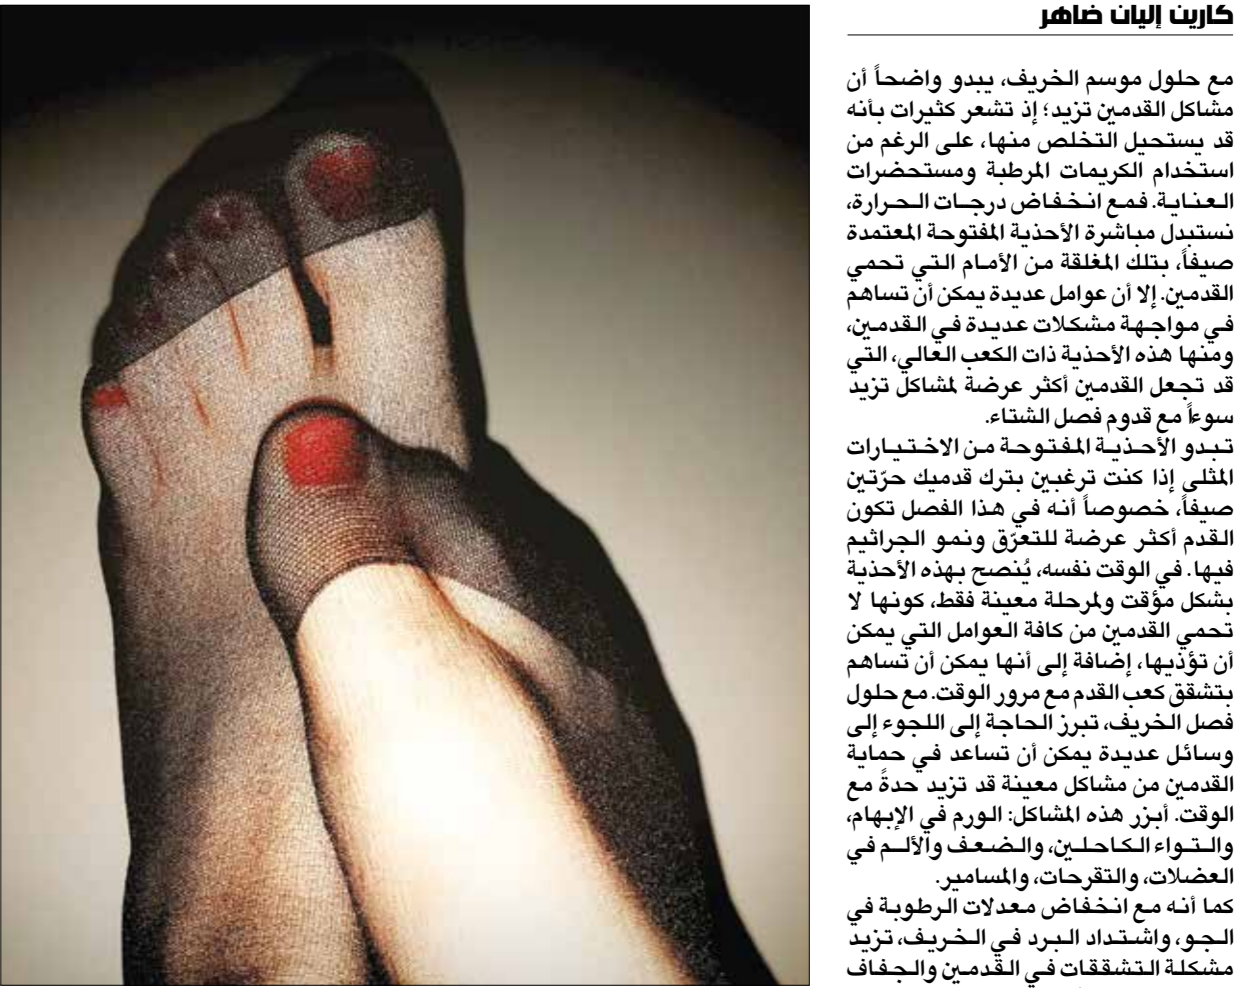 كارين إليان ضاهر
مع حلول موسم الخريف، يبدو واضحاً أن
مشاكل القدمين تزيد؛ إذ تشعر كثيرات بأنه
قد يستحيل التخلص منها، على الرغم من
استخدام الكريمات المرطبة ومستحضرات
العناية. فمع انخفاض درجات الحرارة،
نستبدل مباشرة الأحذية المفتوحة المعتمدة
صيفاً، بتلك المغلقة من الأمام التي تحمي
القدمين. إلا أن عوامل عديدة يمكن أن تساهم
في مواجهة مشكلات عديدة في القدمين،
ومنها هذه الأحذية ذات الكعب العالي، التي
قد تجعل القدمين أكثر عرضة لمشاكل تزيد
سوءاً مع قدوم فصل الشتاء.
تبدو الأحذية المفتوحة من الاختيارات
المثلى إذا كنت ترغبين بترك قدميك حرّتين
صيفاً، خصوصاً أنه في هذا الفصل تكون
القدم أكثر عرضة للتعرّق ونمو الجراثيم
فيها. في الوقت نفسه، يُنصح بهذه الأحذية
بشكل مؤقت ولمرحلة معينة فقط، كونها لا
تحمي القدمين من كافة العوامل التي يمكن
أن تؤذيها، إضافة إلى أنها يمكن أن تساهم
بتشقق كعب القدم مع مرور الوقت. مع حلول
فصل الخريف، تبرز الحاجة إلى اللجوء إلى
وسائل عديدة يمكن أن تساعد في حماية
القدمين من مشاكل معينة قد تزيد حدةً مع
الوقت. أبزر هذه المشاكل: الورم في الإبهام،
والتواء الكاحلين، والضعف والألم في
العضلات، والتقرحات، والمسامير.
كما أنه مع انخفاض معدلات الرطوبة في
الجو، واشتداد البرد في الخريف، تزيد
مشكلة التشققات في القدمين والجفاف